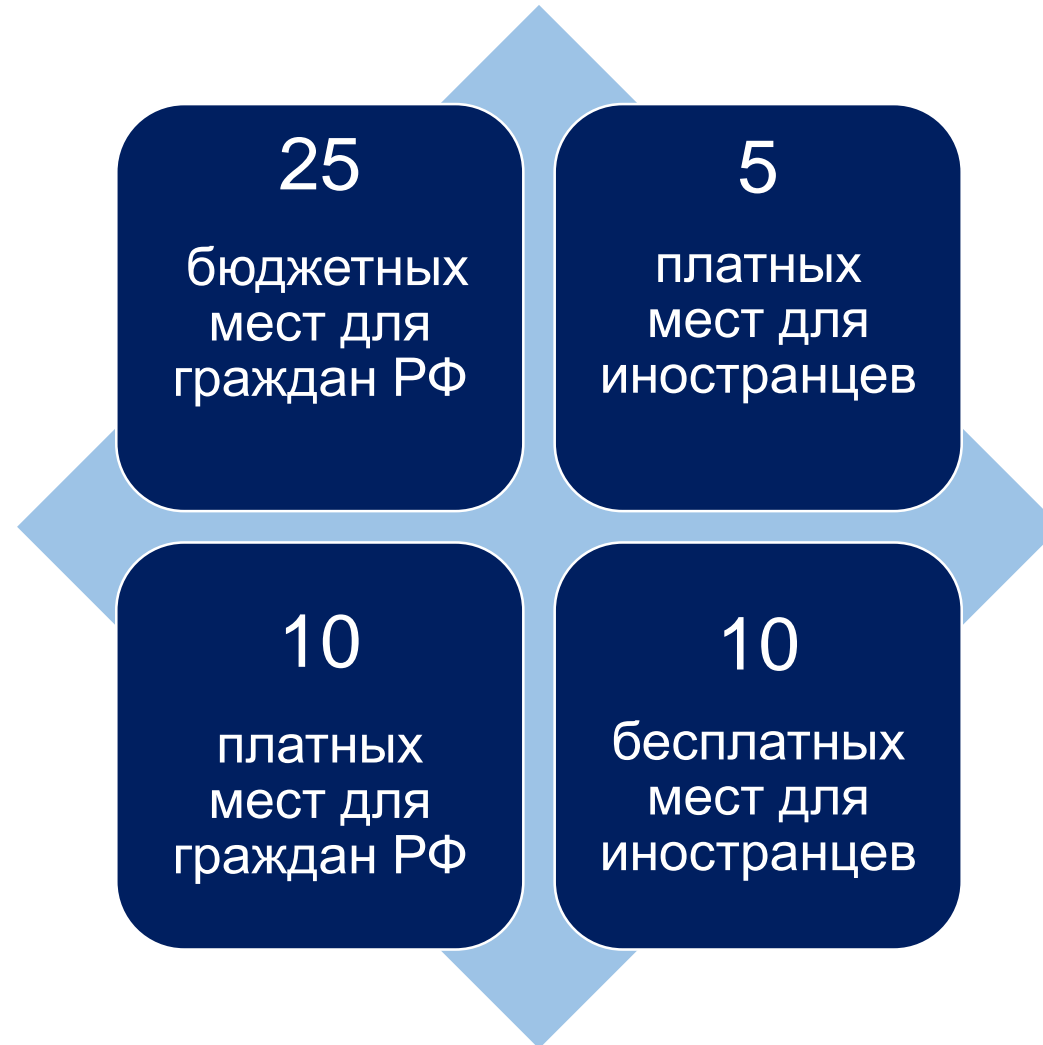 25
бюджетных
мест для
граждан РФ
5
платных
мест для
иностранцев
10
платных
мест для
граждан РФ
10
бесплатных
мест для
иностранцев